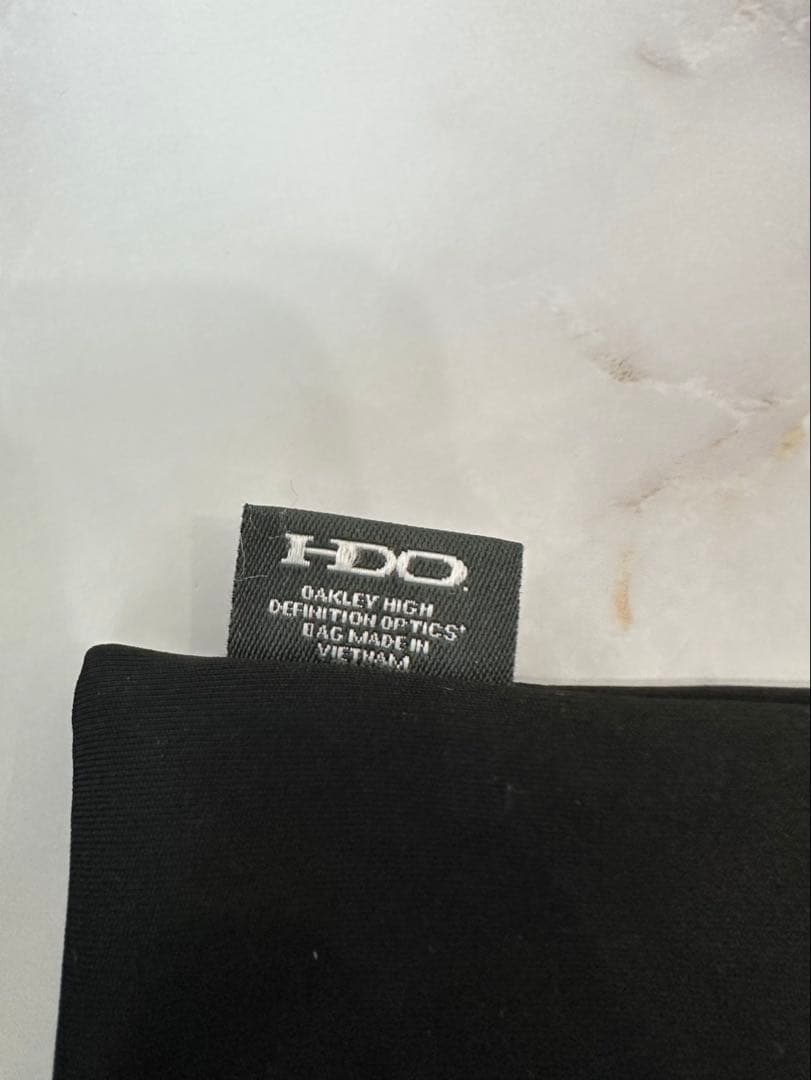 HDO.
OAKLEY HIGH
DEFINITION OPTICS
BAG MADE IN
VIETNAM